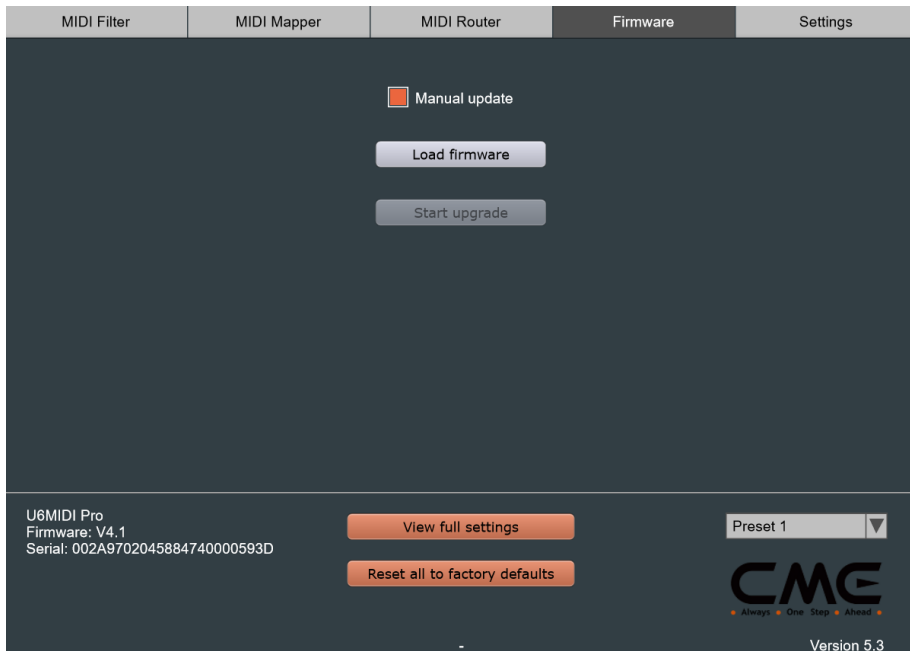 MIDI Filter MIDI Mapper MIDI Router Firmware Settings
Manual update
Load firmware
Start upgrade
U6MIDI Pro
Firmware: V4.1
Serial: 002A9702045884740000593D
View full settings
Reset all to factory defaults
Preset 1
CME
Always One Step Ahead
-
Version 5.3